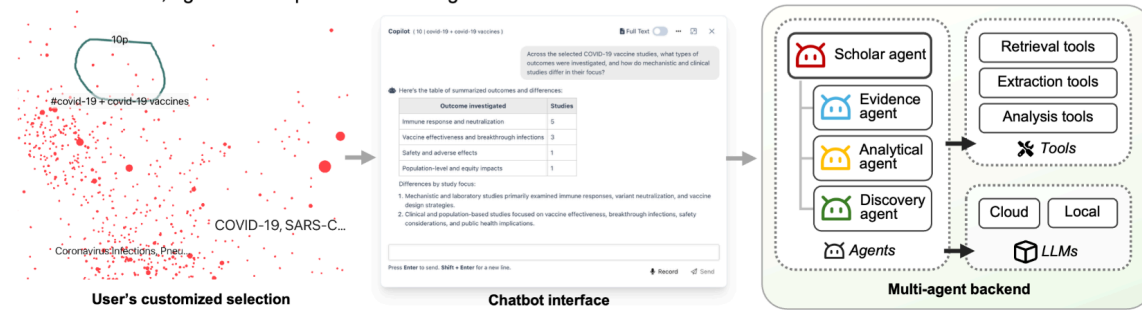 10p
#covid-19 + covid-19 vaccines
COVID-19, SARS-C...
Coronavirus Infections, Pneu...
User's customized selection
Copilot ( 10 | covid-19 + covid-19 vaccines )
Full Text
Across the selected COVID-19 vaccine studies, what types of
outcomes were investigated, and how do mechanistic and clinical
studies differ in their focus?
Here's the table of summarized outcomes and differences:
Outcome investigated Studies
Immune response and neutralization 5
Vaccine effectiveness and breakthrough infections 3
Safety and adverse effects 1
Population-level and equity impacts 1
Differences by study focus:
1. Mechanistic and laboratory studies primarily examined immune responses, variant neutralization, and vaccine
design strategies.
2. Clinical and population-based studies focused on vaccine effectiveness, breakthrough infections, safety
considerations, and public health implications.
Press Enter to send. Shift + Enter for a new line.
Record
Send
Chatbot interface
Scholar agent
Evidence
agent
Analytical
agent
Discovery
agent
Agents
Retrieval tools
Extraction tools
Analysis tools
Tools
Cloud
Local
LLMs
Multi-agent backend